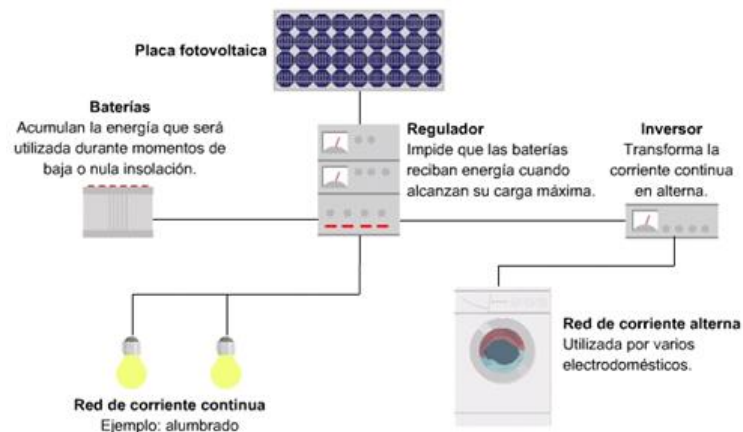 Placa fotovoltaica
Baterías
Acumulan la energía que será
utilizada durante momentos de
baja o nula insolación.
Regulador
Impide que las baterías
reciban energía cuando
alcanzan su carga máxima.
Inversor
Transforma la
corriente continua
en alterna.
Red de corriente continua
Ejemplo: alumbrado
Red de corriente alterna
Utilizada por varios
electrodomésticos.